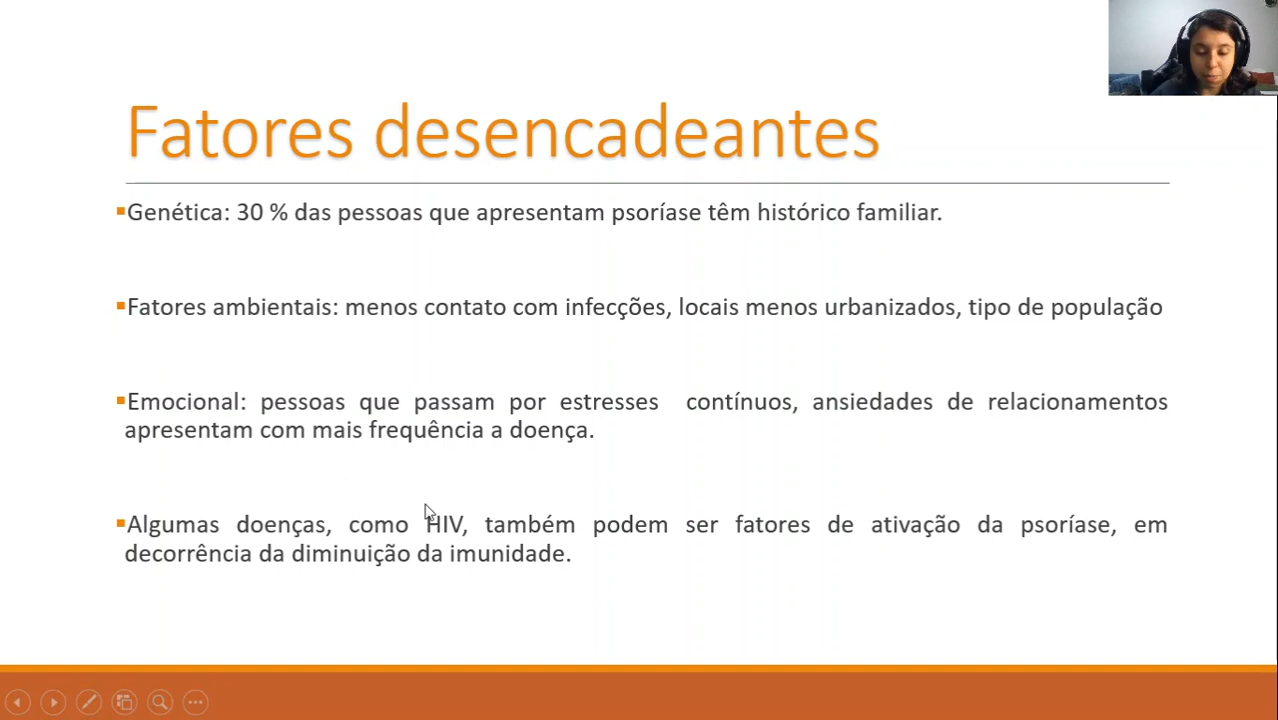 Fatores desencadeantes
▪Genética: 30 % das pessoas que apresentam psoríase têm histórico familiar.
▪Fatores ambientais: menos contato com infecções, locais menos urbanizados, tipo de população
▪Emocional: pessoas que passam por estresses contínuos, ansiedades de relacionamentos
apresentam com mais frequência a doença.
▪Algumas doenças, como HIV, também podem ser fatores de ativação da psoríase, em
decorrência da diminuição da imunidade.